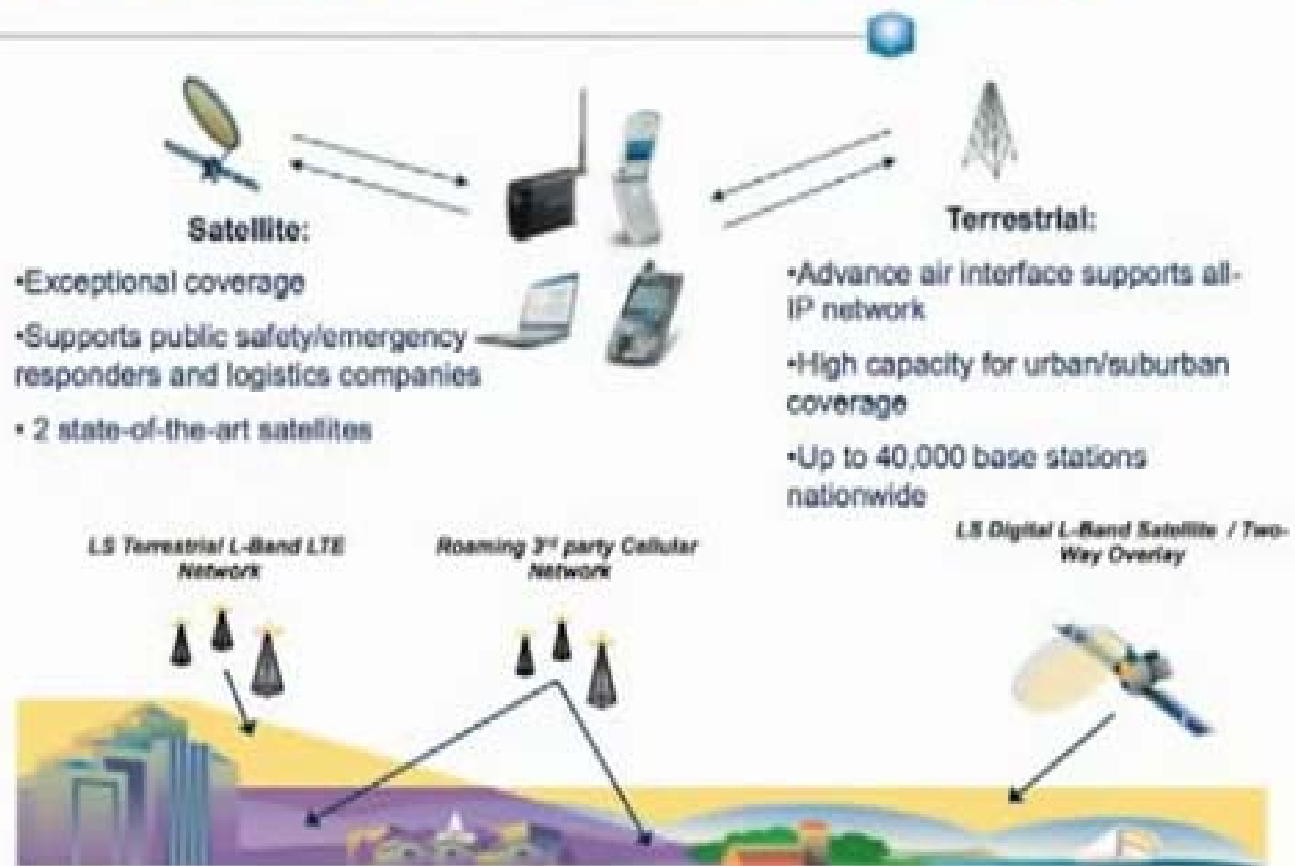 Satellite:
•Exceptional coverage
•Supports public safety/emergency
responders and logistics companies
• 2 state-of-the-art satellites
Terrestrial:
•Advance air interface supports all-
IP network
•High capacity for urban/suburban
coverage
•Up to 40,000 base stations
nationwide
LS Terrestrial L-Band LTE
Network
Roaming 3rd party Cellular
Network
LS Digital L-Band Satellite / Two-
Way Overlay